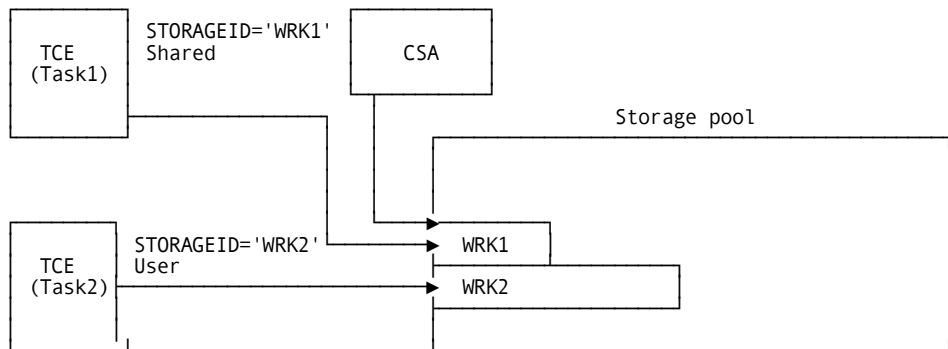 STORAGEID='WRK1'
Shared
TCE
(Task1)
CSA
Storage pool
STORAGEID='WRK2'
User
TCE
(Task2)
WRK1
WRK2